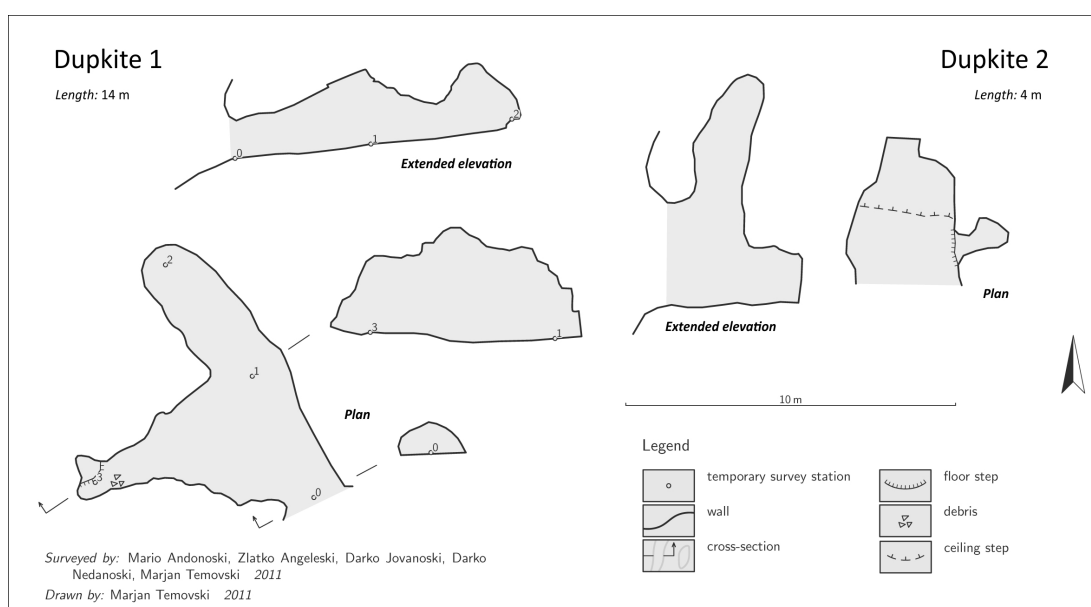 Dupkite 1
Length: 14 m
0
1
2
Extended elevation
2
1
3
0
3
1
0
Plan
Surveyed by: Mario Andonoski, Zlatko Angeleski, Darko Jovanoski, Darko
Nedanoski, Marjan Temovski 2011
Drawn by: Marjan Temovski 2011
Dupkite 2
Length: 4 m
Extended elevation
Plan
10 m
Legend
temporary survey station
wall
cross-section
floor step
debris
ceiling step